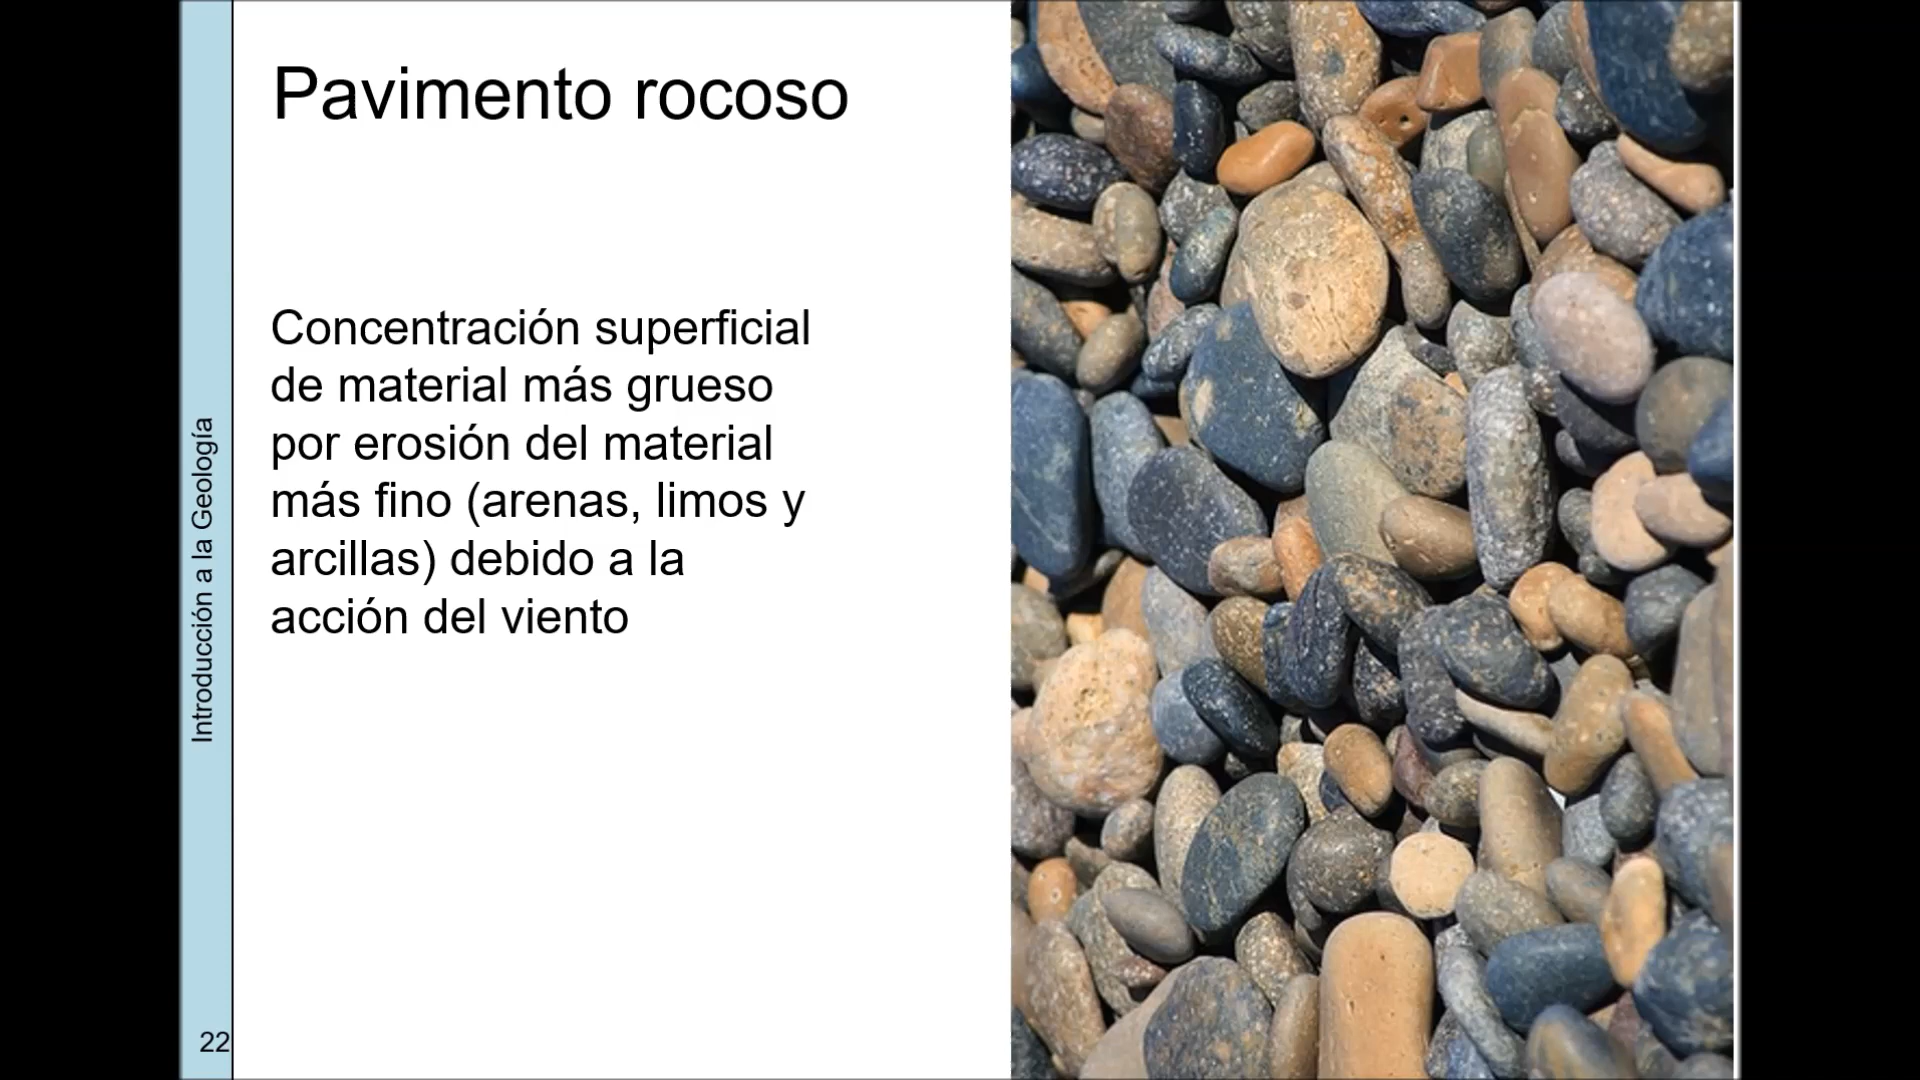 Pavimento rocoso
Concentración superficial
de material más grueso
por erosión del material
más fino (arenas, limos y
arcillas) debido a la
acción del viento
Introducción a la Geología
22